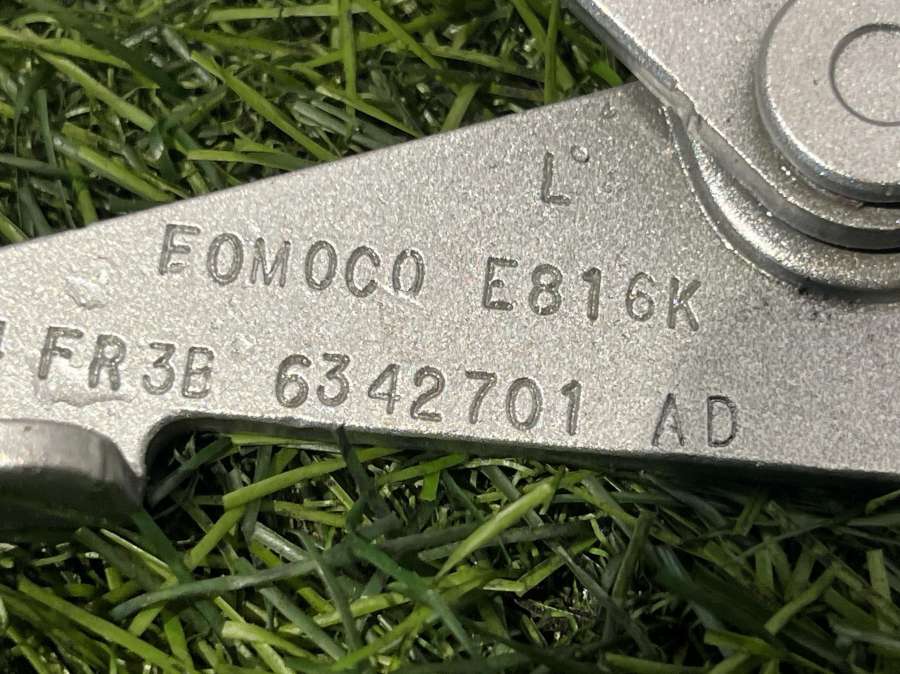 L
FOMOCO E816K
FR3B 6342701 AD